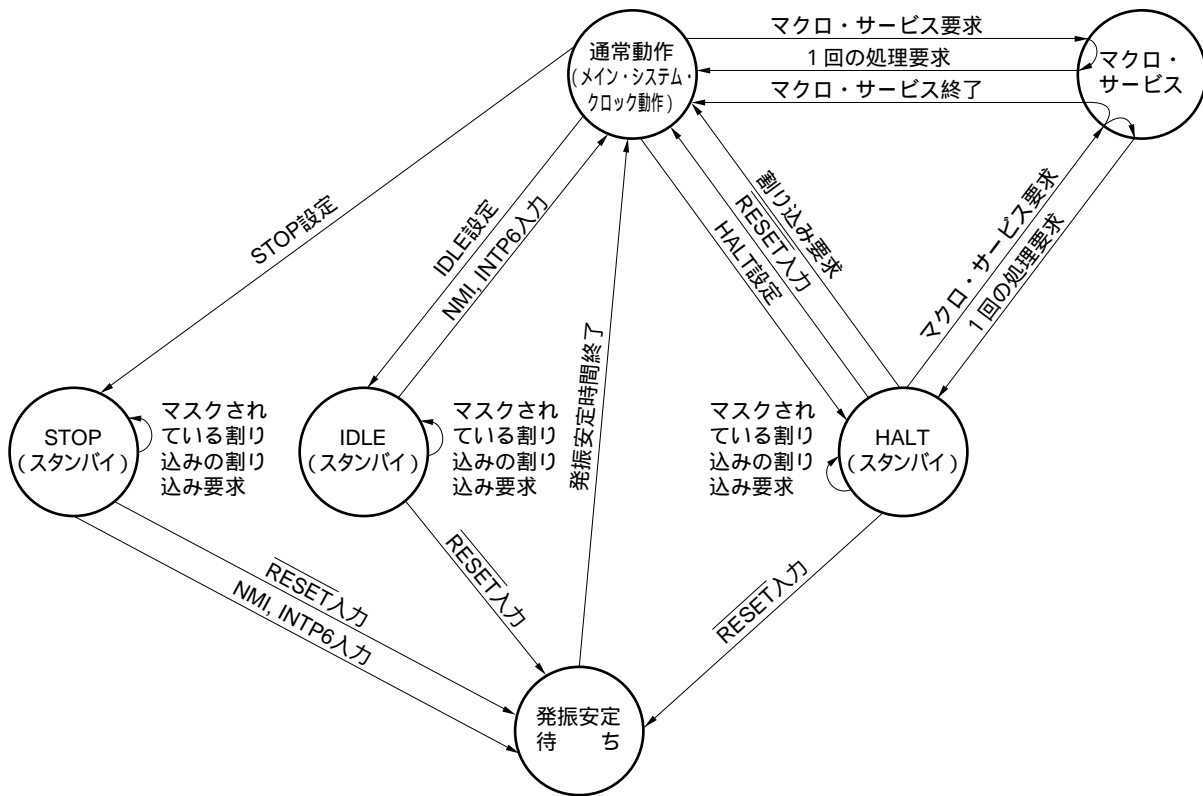 通常動作
(メイン・システム・
クロック動作)
マクロ・サービス要求
1回の処理要求
マクロ・サービス終了
マクロ・
サービス
STOP設定
IDLE設定
NMI, INTP6入力
発振安定時間終了
HALT設定
RESET入力
割り込み要求
マクロ・サービス要求
1回の処理要求
STOP
(スタンバイ)
マスクされ
ている割り
込みの割り
込み要求
IDLE
(スタンバイ)
マスクされ
ている割り
込みの割り
込み要求
マスクされ
ている割り
込みの割り
込み要求
HALT
(スタンバイ)
RESET入力
NMI, INTP6入力
RESET入力
RESET入力
発振安定
待 ち